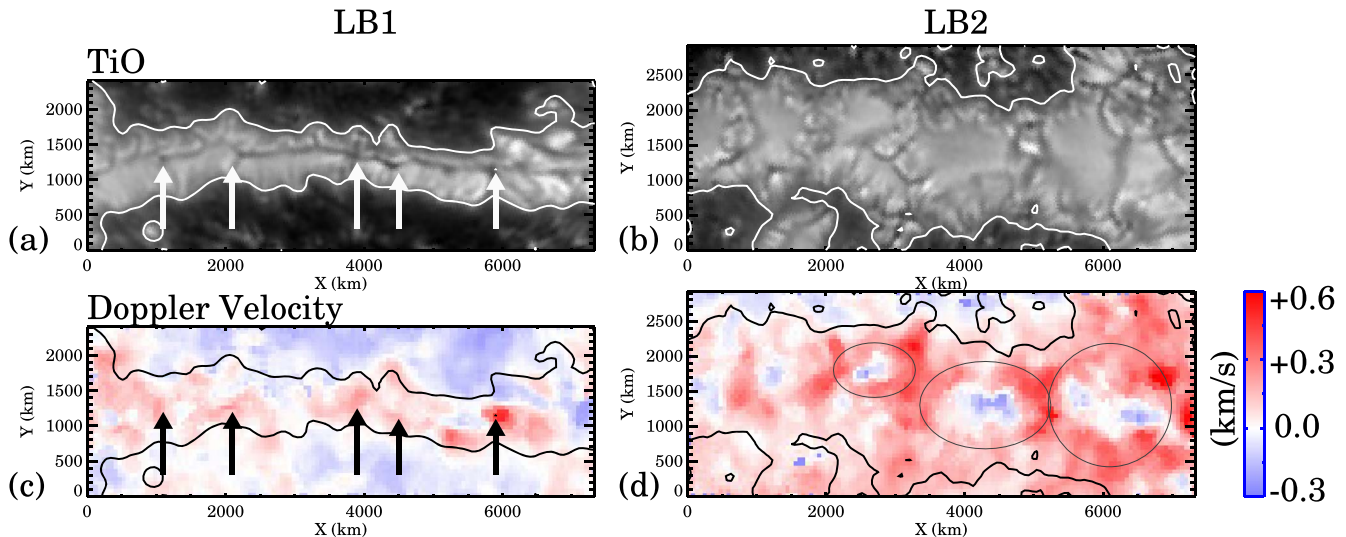 LB1
LB2
TiO
Y (km)
2000
1500
1000
500
0
(a)
0 2000 4000 6000
X (km)
Y (km)
2500
2000
1500
1000
500
0
(b)
0 2000 4000 6000
X (km)
Doppler Velocity
Y (km)
2000
1500
1000
500
0
(c)
0 2000 4000 6000
X (km)
Y (km)
2500
2000
1500
1000
500
0
(d)
0 2000 4000 6000
X (km)
(km/s)
+0.6
+0.3
0.0
-0.3